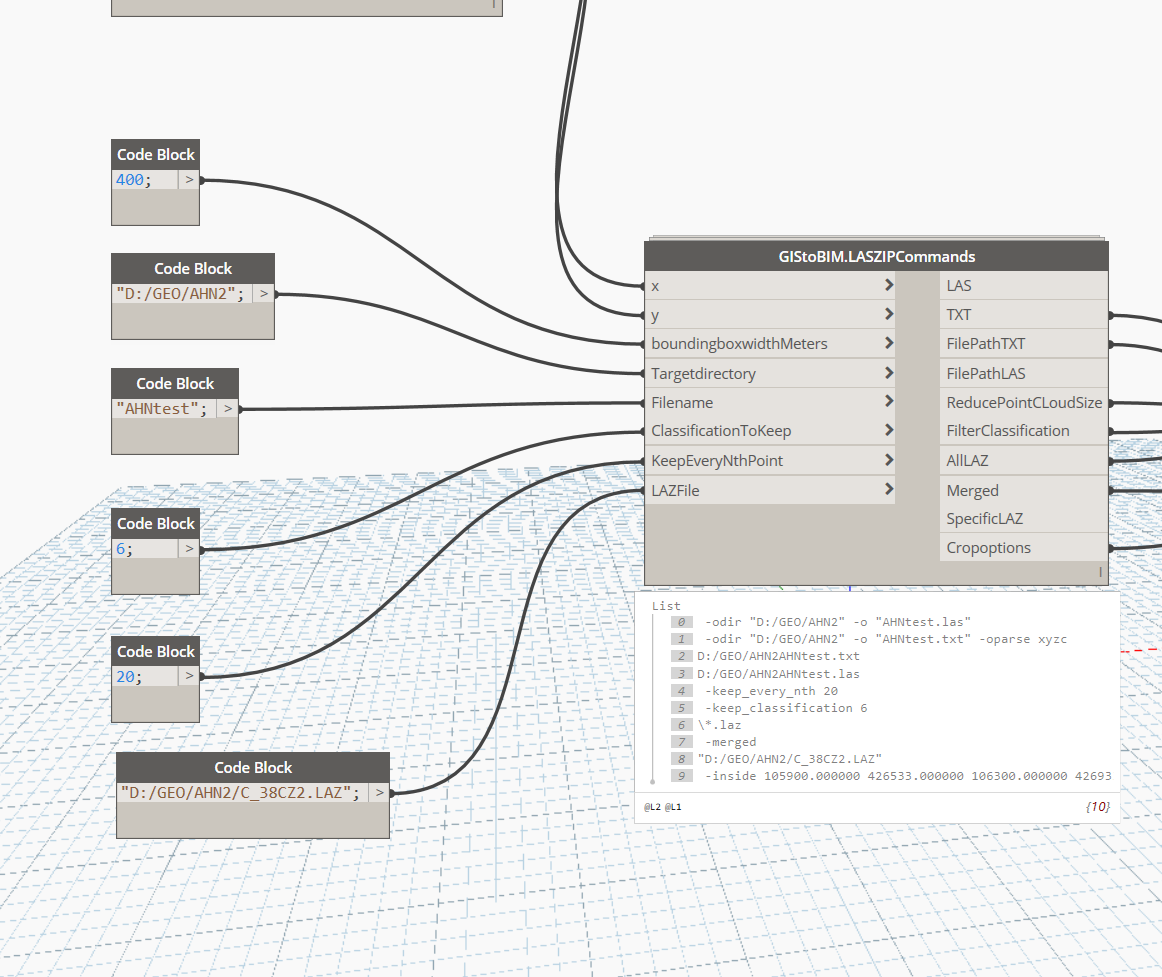 Code Block
400; >
Code Block
"D:/GEO/AHN2"; >
Code Block
"AHNtest"; >
Code Block
6; >
Code Block
20; >
Code Block
"D:/GEO/AHN2/C_38CZ2.LAZ"; >
GIStoBIM.LASZIPCommands
x > LAS
y > TXT
boundingboxwidthMeters > FilePathTXT
Targetdirectory > FilePathLAS
Filename > ReducePointCLoudSize
ClassificationToKeep > FilterClassification
KeepEveryNthPoint > AllLAZ
LAZFile > Merged
SpecificLAZ
Cropoptions
List
0 -odir "D:/GEO/AHN2" -o "AHNtest.las"
1 -odir "D:/GEO/AHN2" -o "AHNtest.txt" -oparse xyzc
2 D:/GEO/AHN2AHNtest.txt
3 D:/GEO/AHN2AHNtest.las
4 -keep_every_nth 20
5 -keep_classification 6
6 \*.laz
7 -merged
8 "D:/GEO/AHN2/C_38CZ2.LAZ"
9 -inside 105900.000000 426533.000000 106300.000000 42693
@L2 @L1 {10}